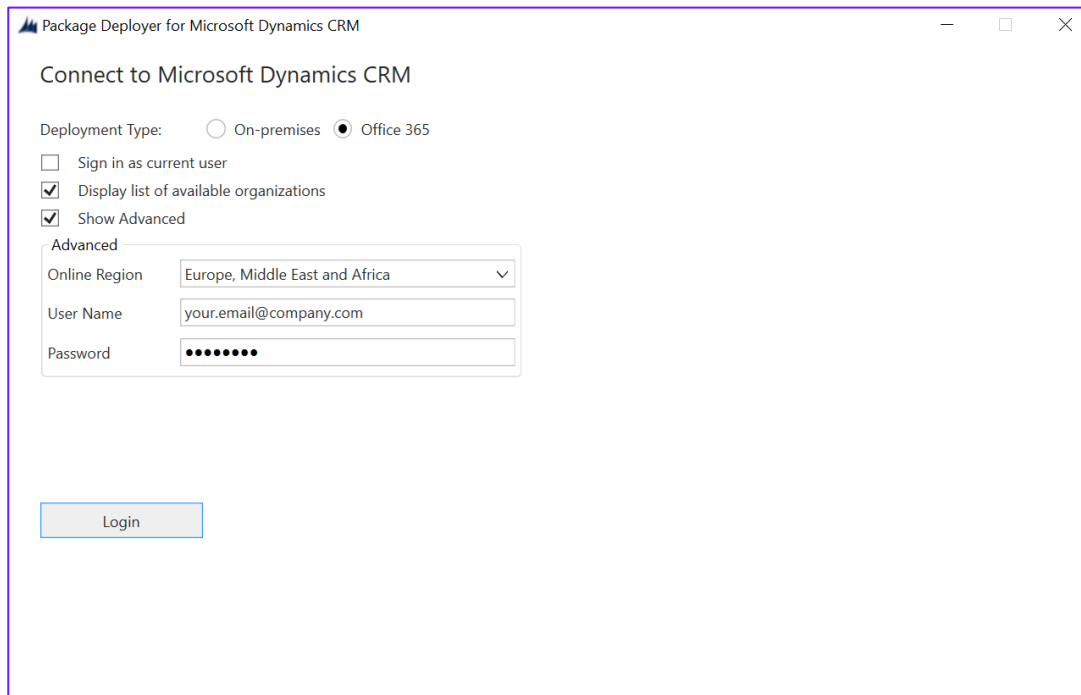 Package Deployer for Microsoft Dynamics CRM
Connect to Microsoft Dynamics CRM
Deployment Type: On-premises Office 365
Sign in as current user
Display list of available organizations
Show Advanced
Advanced
Online Region Europe, Middle East and Africa
User Name your.email@company.com
Password ●●●●●●●●
Login